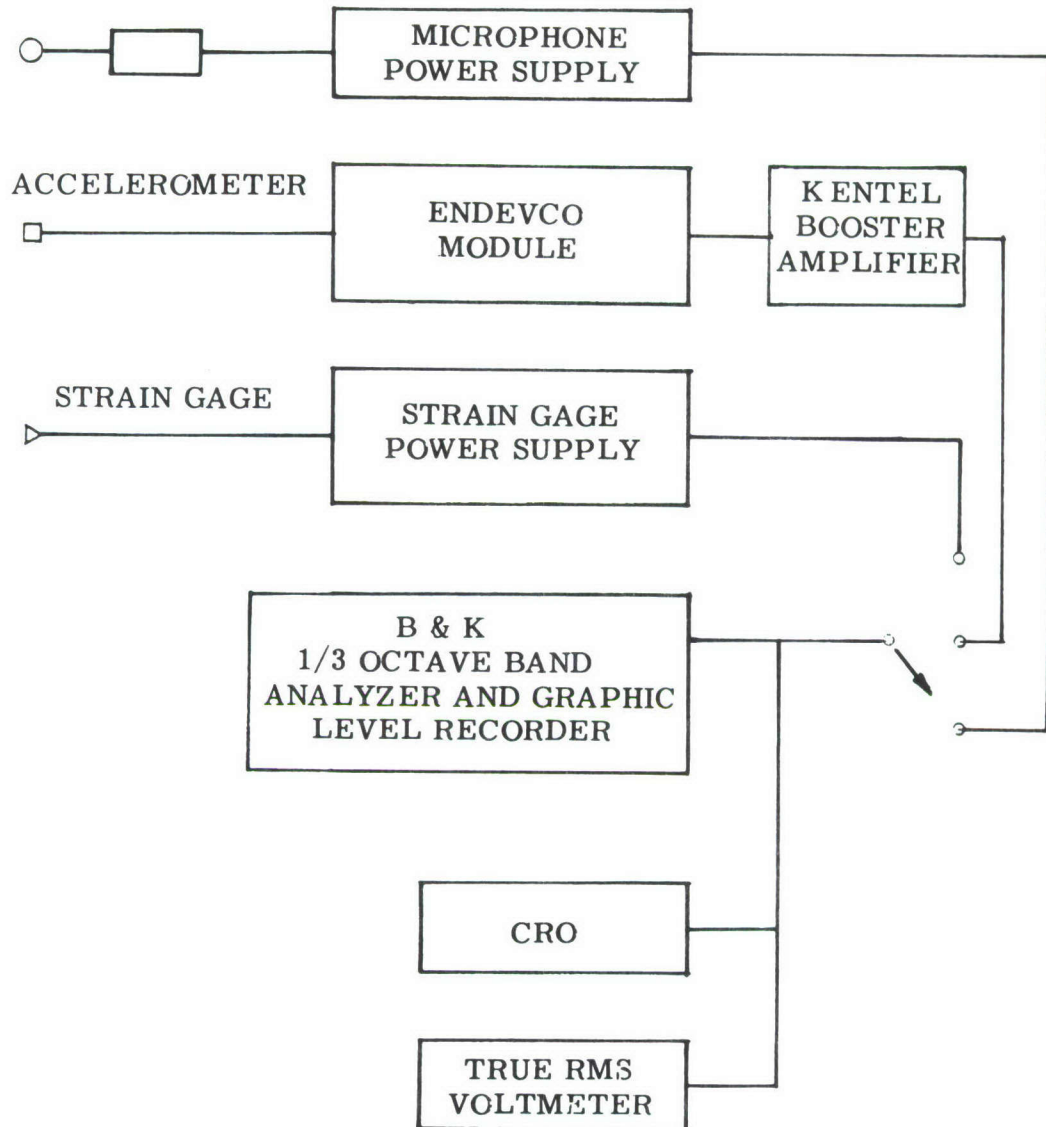 MICROPHONE
POWER SUPPLY
ACCELEROMETER
ENDEVCO
MODULE
KENTEL
BOOSTER
AMPLIFIER
STRAIN GAGE
STRAIN GAGE
POWER SUPPLY
B & K
1/3 OCTAVE BAND
ANALYZER AND GRAPHIC
LEVEL RECORDER
CRO
TRUE RMS
VOLTMETER